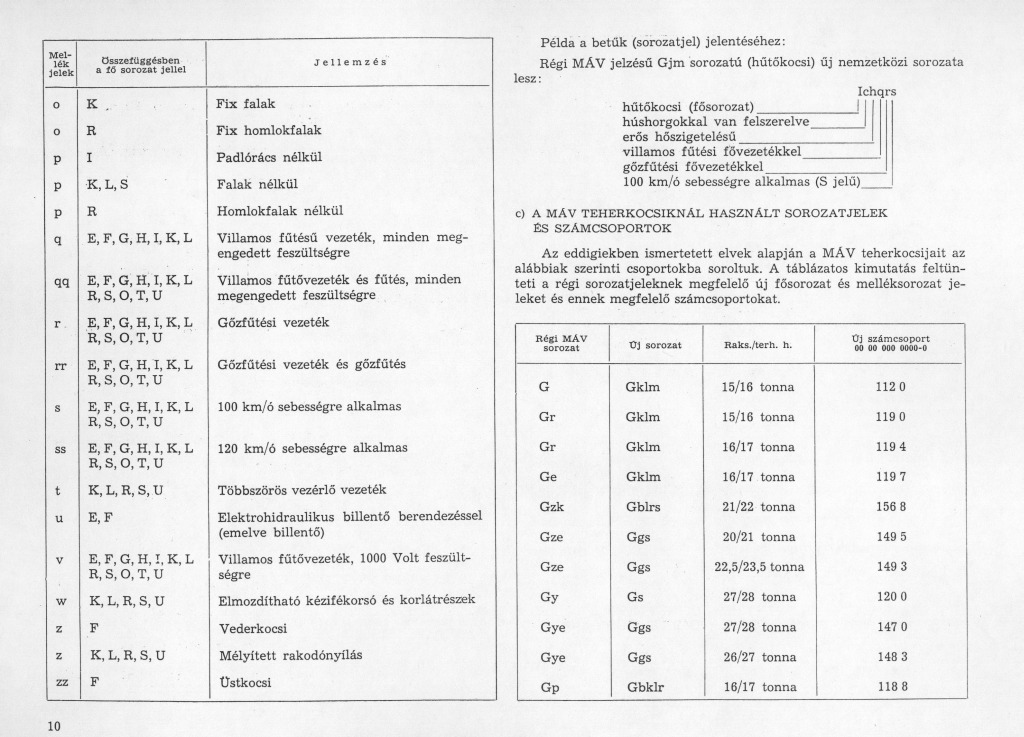 Mel-
lék
jelek
Összefüggésben
a fő sorozat jellel
Jellemzés
o K Fix falak
o R Fix homlokfalak
p I Padlórács nélkül
p K, L, S Falak nélkül
p R Homlokfalak nélkül
q E, F, G, H, I, K, L Villamos fűtésű vezeték, minden meg-
engedett feszültségre
qq E, F, G, H, I, K, L Villamos fűtővezeték és fűtés, minden
R, S, O, T, U megengedett feszültségre
r E, F, G, H, I, K, L Gőzfűtési vezeték
R, S, O, T, U
rr E, F, G, H, I, K, L Gőzfűtési vezeték és gőzfűtés
R, S, O, T, U
s E, F, G, H, I, K, L 100 km/ó sebességre alkalmas
R, S, O, T, U
ss E, F, G, H, I, K, L 120 km/ó sebességre alkalmas
R, S, O, T, U
t K, L, R, S, U Többszörös vezérlő vezeték
u E, F Elektrohidraulikus billentő berendezéssel
(emelve billentő)
v E, F, G, H, I, K, L Villamos fűtővezeték, 1000 Volt feszült-
R, S, O, T, U ségre
w K, L, R, S, U Elmozdítható kézifékorsó és korlátrészek
z F Vederkocsi
z K, L, R, S, U Mélyített rakodónyílás
zz F Üstkocsi
10
Példa a betűk (sorozatjel) jelentéséhez:
Régi MÁV jelzésű Gjm sorozatú (hűtőkocsi) új nemzetközi sorozata
lesz:
Ichqrs
hűtőkocsi (fősorozat)
húshorgokkal van felszerelve
erős hőszigetelésű
villamos fűtési fővezetékkel
gőzfűtési fővezetékkel
100 km/ó sebességre alkalmas (S jelű)
c) A MÁV TEHERKOCSIKNÁL HASZNÁLT SOROZATJELEK
ÉS SZÁMCSOPORTOK
Az eddigiekben ismertetett elvek alapján a MÁV teherkocsijait az
alábbiak szerinti csoportokba soroltuk. A táblázatos kimutatás feltün-
teti a régi sorozatjeleknek megfelelő új fősorozat és melléksorozat je-
leket és ennek megfelelő számcsoportokat.
Régi MÁV
sorozat
Új sorozat
Raks./terh. h.
Új számcsoport
00 00 000 0000-0
G Gklm 15/16 tonna 112 0
Gr Gklm 15/16 tonna 119 0
Gr Gklm 16/17 tonna 119 4
Ge Gklm 16/17 tonna 119 7
Gzk Gblrs 21/22 tonna 156 8
Gze Ggs 20/21 tonna 149 5
Gze Ggs 22,5/23,5 tonna 149 3
Gy Gs 27/28 tonna 120 0
Gye Ggs 27/28 tonna 147 0
Gye Ggs 26/27 tonna 148 3
Gp Gbklr 16/17 tonna 118 8